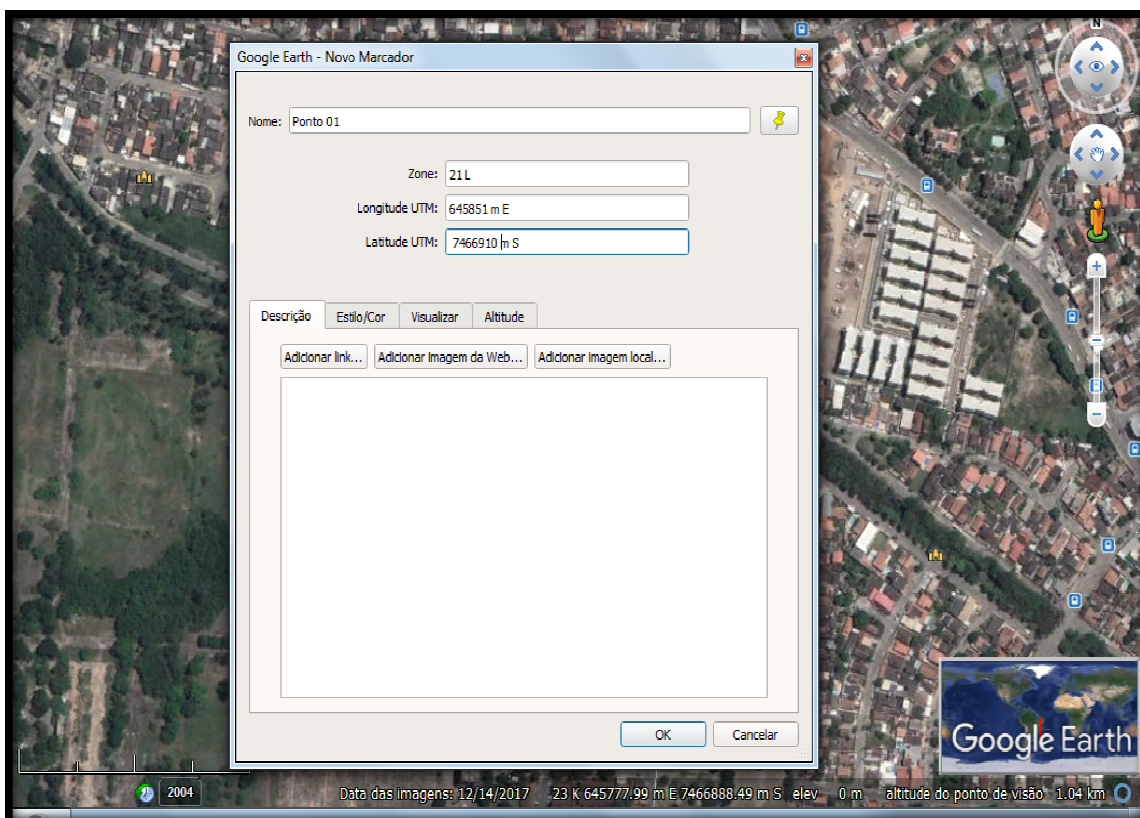 N
Google Earth - Novo Marcador
Nome: Ponto 01
Zone: 21L
Longitude UTM: 645851 m E
Latitude UTM: 7466910 m S
Descrição Estilo/Cor Visualizar Altitude
Adicionar link... Adicionar imagem da Web... Adicionar imagem local...
OK Cancelar
Google Earth
2004 Data das imagens: 12/14/2017 23 K 645777.99 m E 7466888.49 m S elev 0 m altitude do ponto de visão 1.04 km